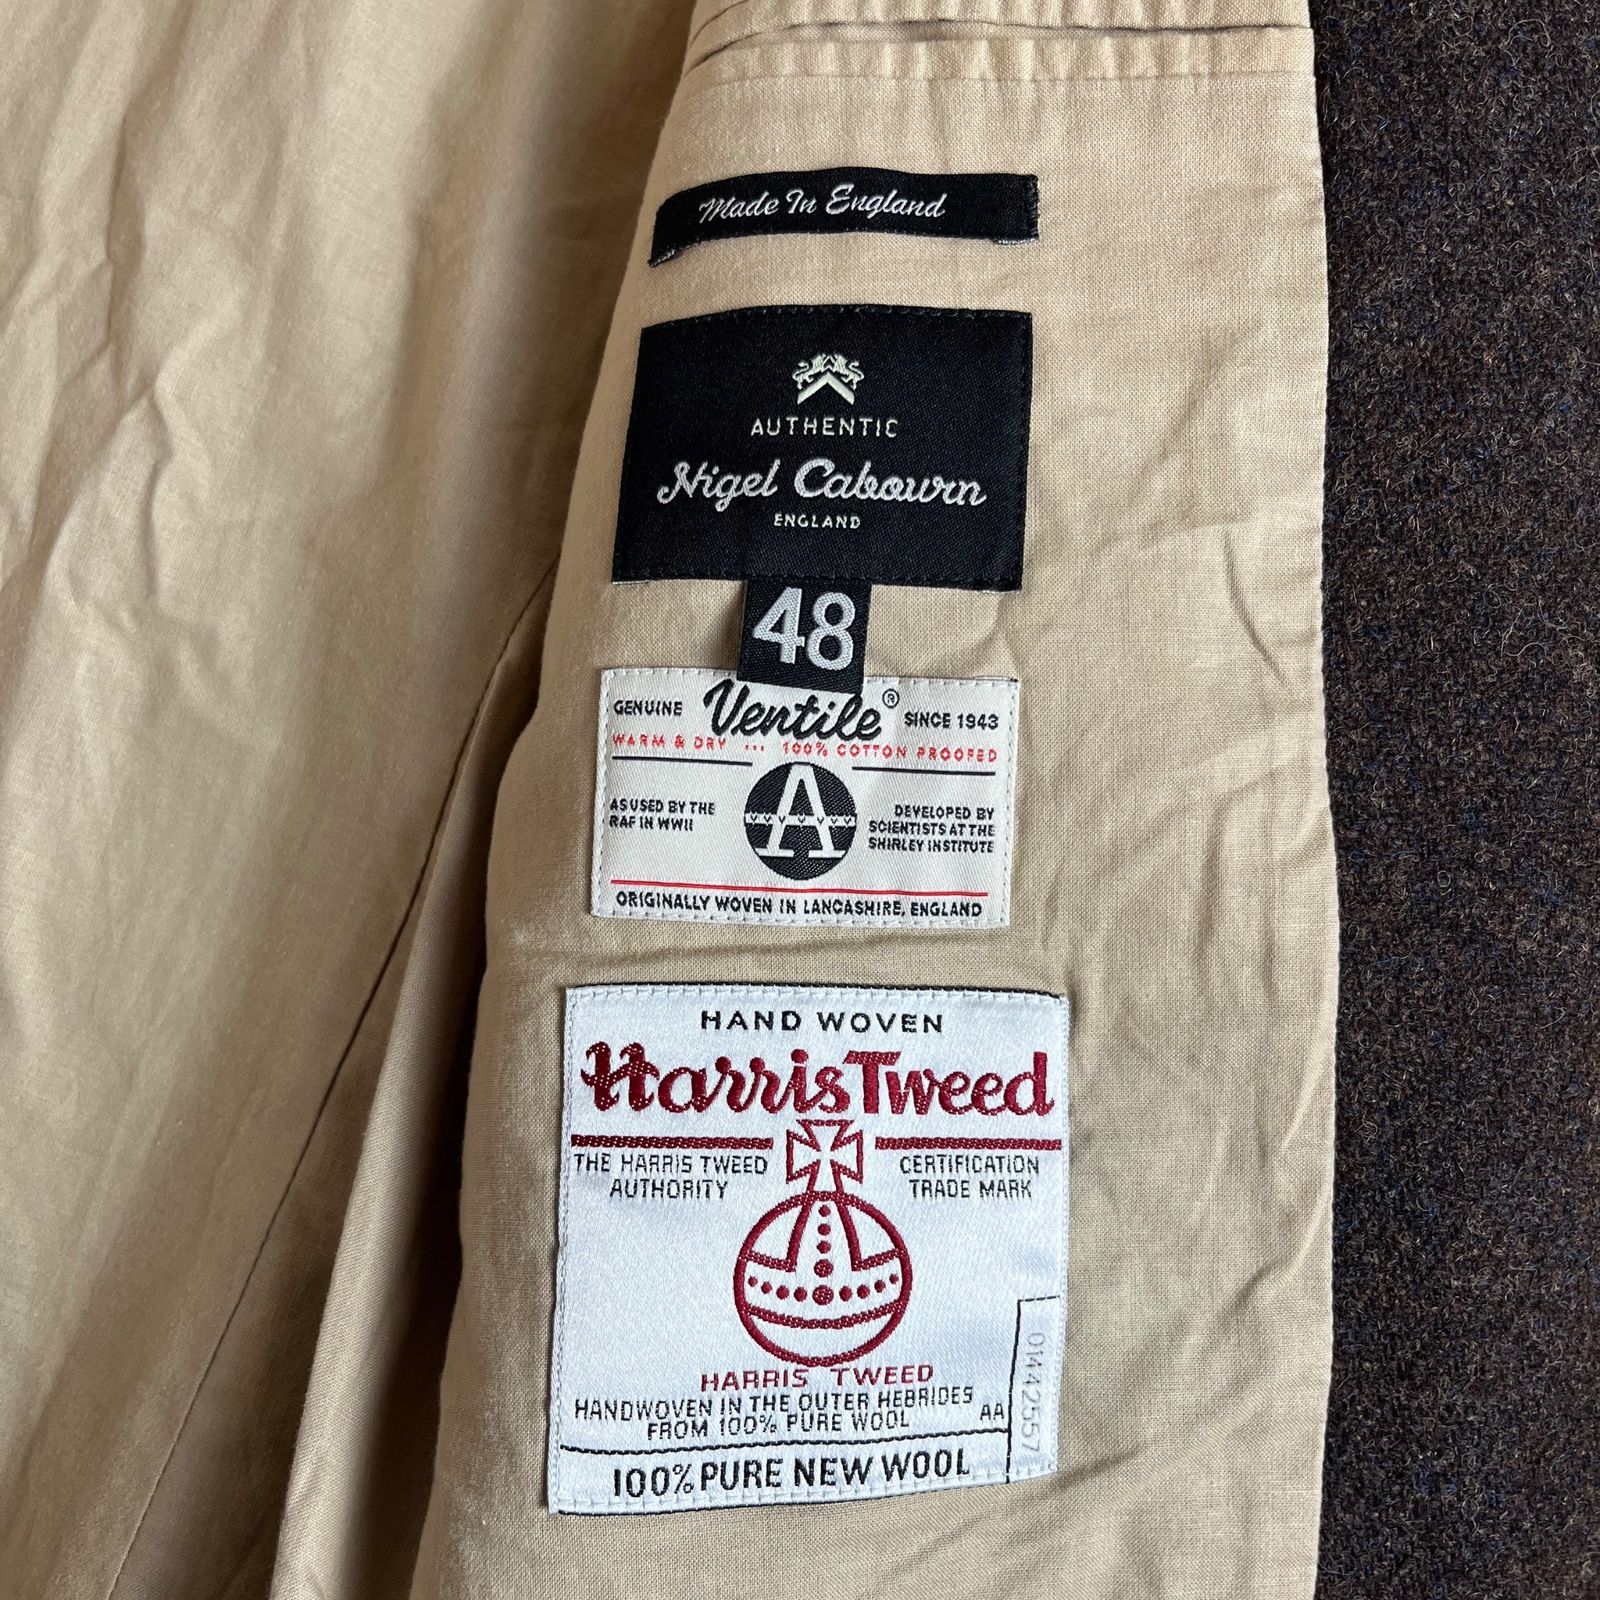 Made In England
AUTHENTIC
Nigel Cabourn
ENGLAND
48
GENUINE Ventile® SINCE 1943
WARM & DRY ... 100% COTTON PROOFED
AS USED BY THE
RAF IN WWII
A
DEVELOPED BY
SCIENTISTS AT THE
SHIRLEY INSTITUTE
ORIGINALLY WOVEN IN LANCASHIRE, ENGLAND
HAND WOVEN
Harris Tweed
THE HARRIS TWEED
AUTHORITY
CERTIFICATION
TRADE MARK
HARRIS TWEED
HANDWOVEN IN THE OUTER HEBRIDES
FROM 100% PURE WOOL
AA
01442557
100% PURE NEW WOOL